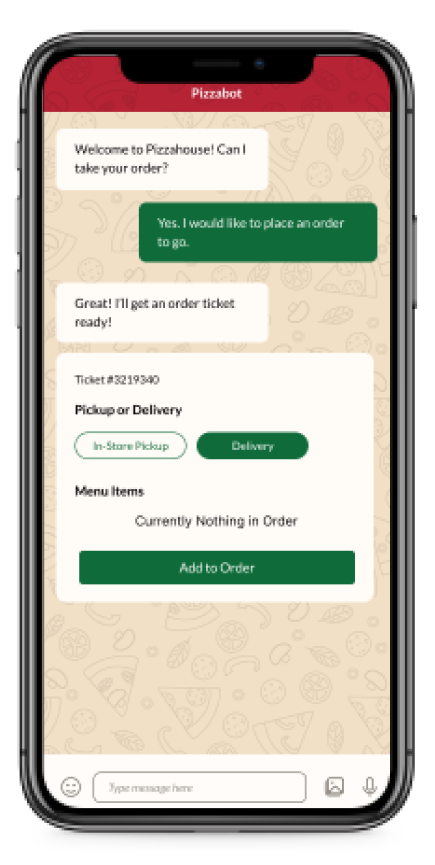 Pizzabot
Welcome to Pizzahouse! Can I
take your order?
Yes. I would like to place an order
to go.
Great! I'll get an order ticket
ready!
Ticket #3219340
Pickup or Delivery
In-Store Pickup
Delivery
Menu Items
Currently Nothing in Order
Add to Order
Type message here